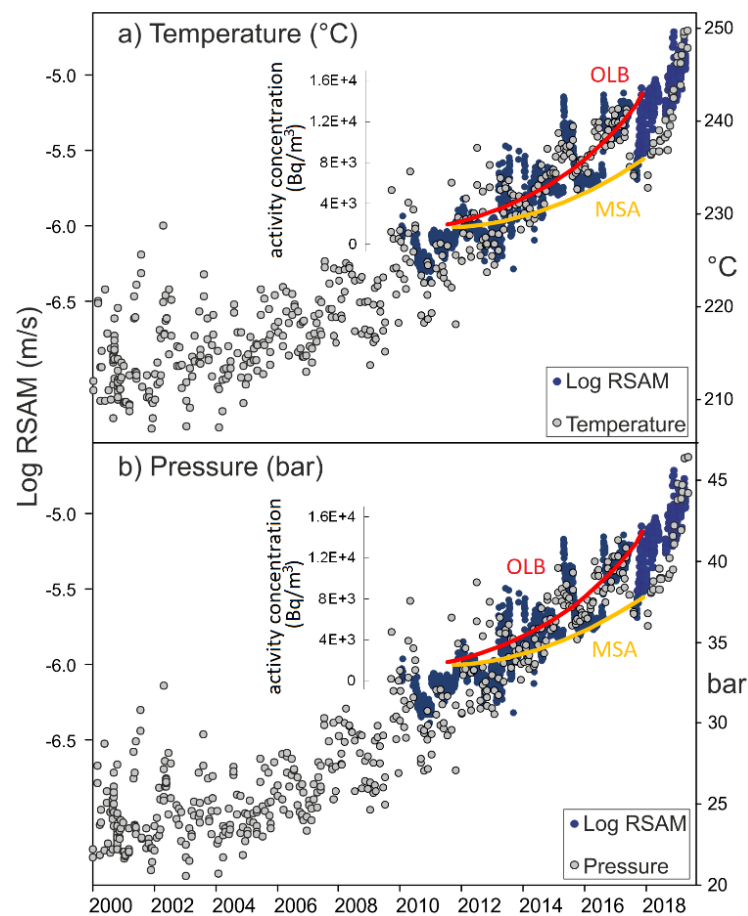 a) Temperature (°C)
250
-5.0
1.6E+4
OLB
1.2E+4
240
-5.5
8E+3
activity concentration
(Bq/m³)
4E+3
MSA
230
-6.0
0
°C
-6.5
220
Log RSAM (m/s)
Log RSAM
Temperature
210
b) Pressure (bar)
45
-5.0
1.6E+4
1.2E+4
OLB
40
-5.5
8E+3
activity concentration
(Bq/m³)
4E+3
MSA
35
-6.0
0
bar
30
-6.5
25
Log RSAM
Pressure
20
2000 2002 2004 2006 2008 2010 2012 2014 2016 2018